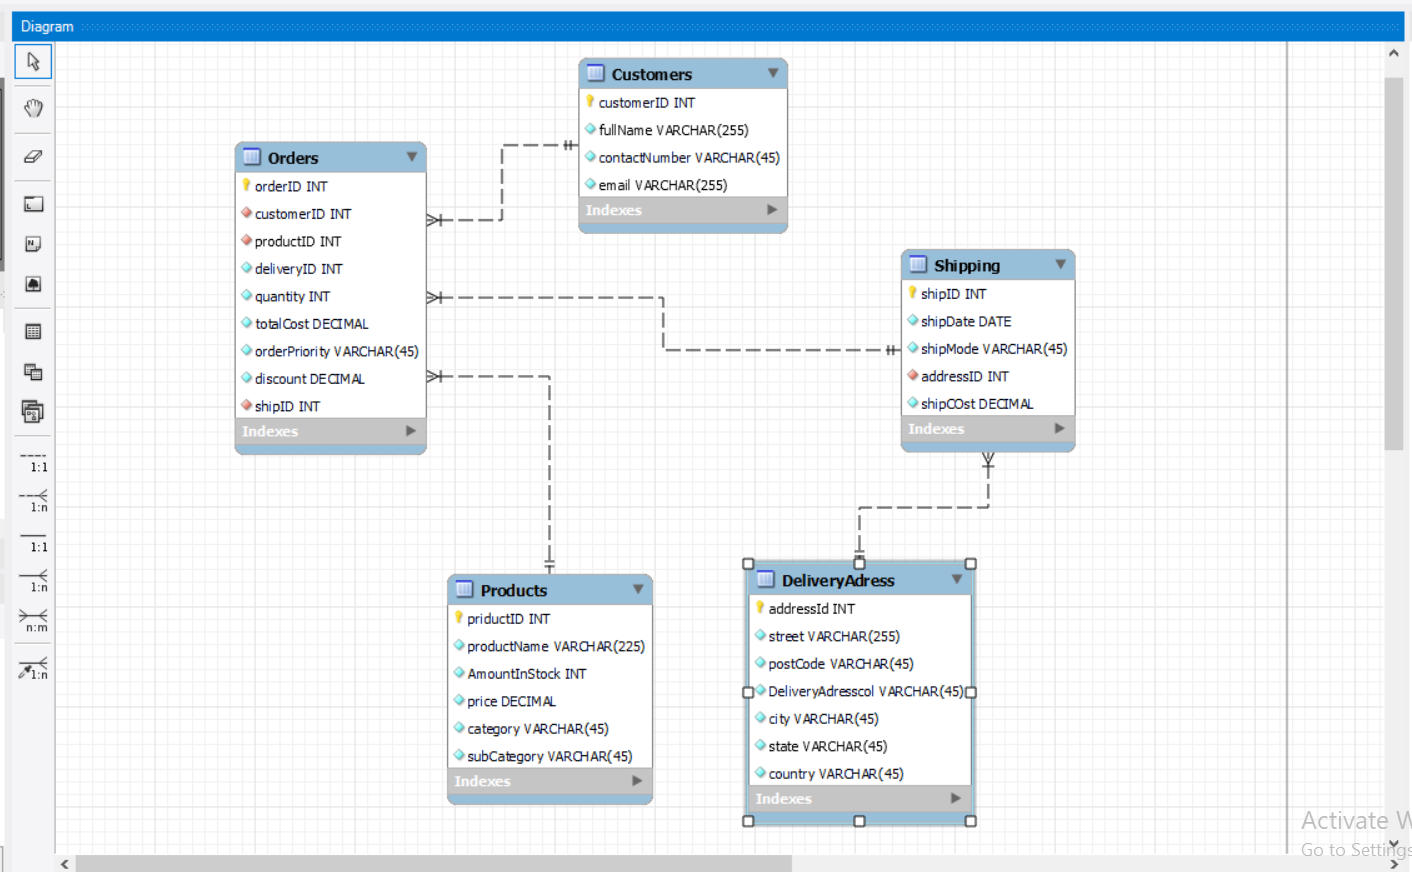 Diagram
Customers
customerID INT
fullName VARCHAR(255)
contactNumber VARCHAR(45)
email VARCHAR(255)
Indexes
Orders
orderID INT
customerID INT
productID INT
deliveryID INT
quantity INT
totalCost DECIMAL
orderPriority VARCHAR(45)
discount DECIMAL
shipID INT
Indexes
Shipping
shipID INT
shipDate DATE
shipMode VARCHAR(45)
addressID INT
shipCOst DECIMAL
Indexes
Products
priductID INT
productName VARCHAR(225)
AmountInStock INT
price DECIMAL
category VARCHAR(45)
subCategory VARCHAR(45)
Indexes
DeliveryAdress
addressId INT
street VARCHAR(255)
postCode VARCHAR(45)
DeliveryAdresscol VARCHAR(45)
city VARCHAR(45)
state VARCHAR(45)
country VARCHAR(45)
Indexes
1:1
1:n
1:1
1:n
n:m
1:n
Activate W
Go to Settings